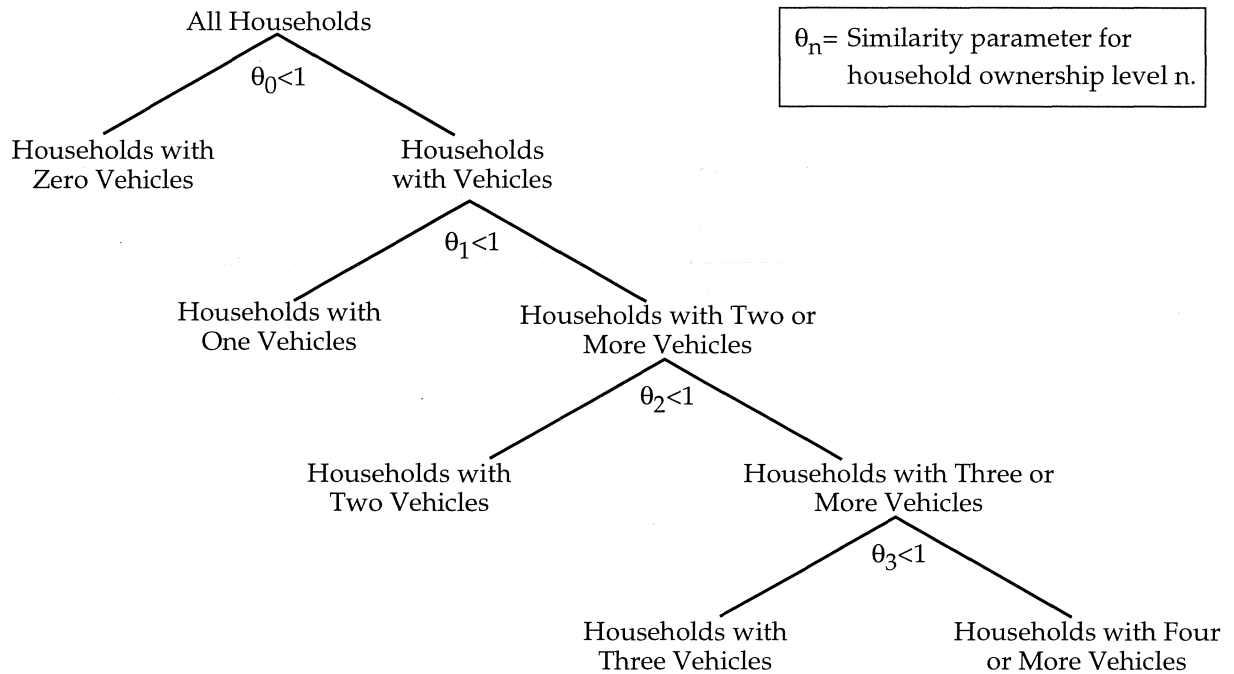 All Households
θn= Similarity parameter for
household ownership level n.
θ0<1
Households with
Zero Vehicles
Households
with Vehicles
θ1<1
Households with
One Vehicles
Households with Two or
More Vehicles
θ2<1
Households with
Two Vehicles
Households with Three or
More Vehicles
θ3<1
Households with
Three Vehicles
Households with Four
or More Vehicles